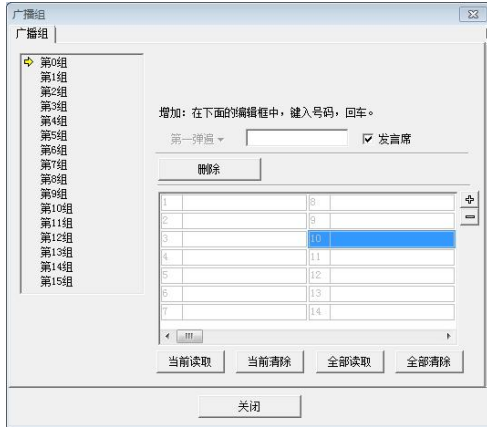 广播组
广播组
第0组
第1组
第2组
第3组
第4组
第5组
第6组
第7组
第8组
第9组
第10组
第11组
第12组
第13组
第14组
第15组
增加：在下面的编辑框中，键入号码，回车。
第一弹遍
发言席
删除
1 8
2 9
3 10
4 11
5 12
6 13
7 14
当前读取 当前清除 全部读取 全部清除
关闭